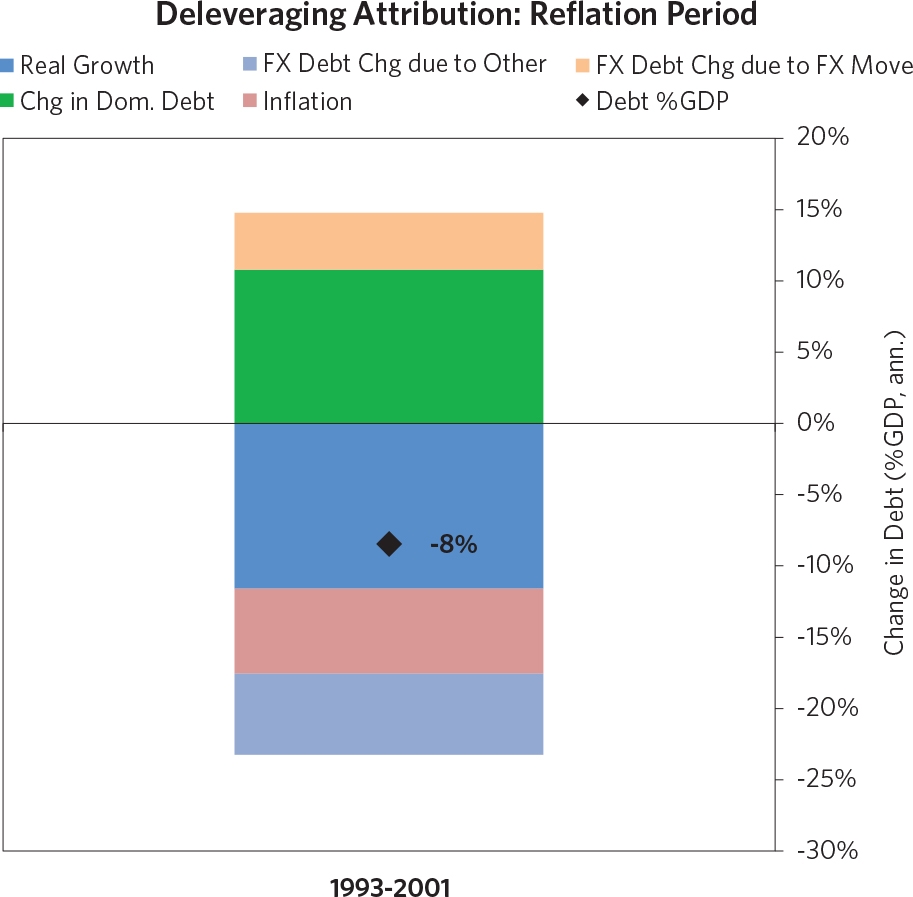 Deleveraging Attribution: Reflation Period
Real Growth
FX Debt Chg due to Other
FX Debt Chg due to FX Move
Chg in Dom. Debt
Inflation
Debt %GDP
20%
15%
10%
5%
0%
-5%
-10%
-15%
-20%
-25%
-30%
Change in Debt (%GDP, ann.)
-8%
1993-2001